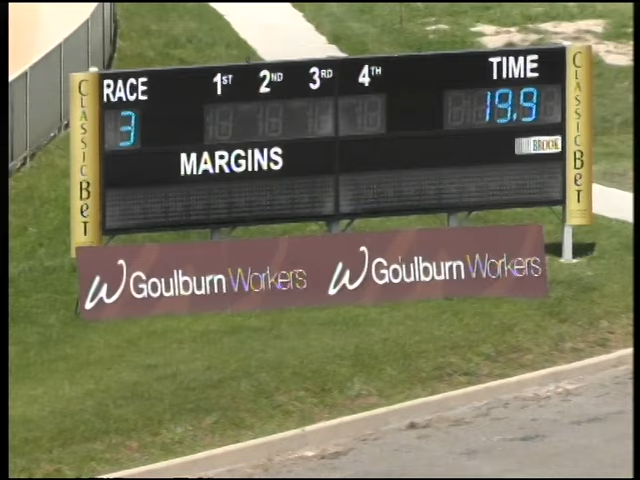 RACE 1ST 2ND 3RD 4TH TIME
3 19.9
MARGINS
BROOK
CLASSICBET
CLASSICBET
Goulburn Workers Goulburn Workers